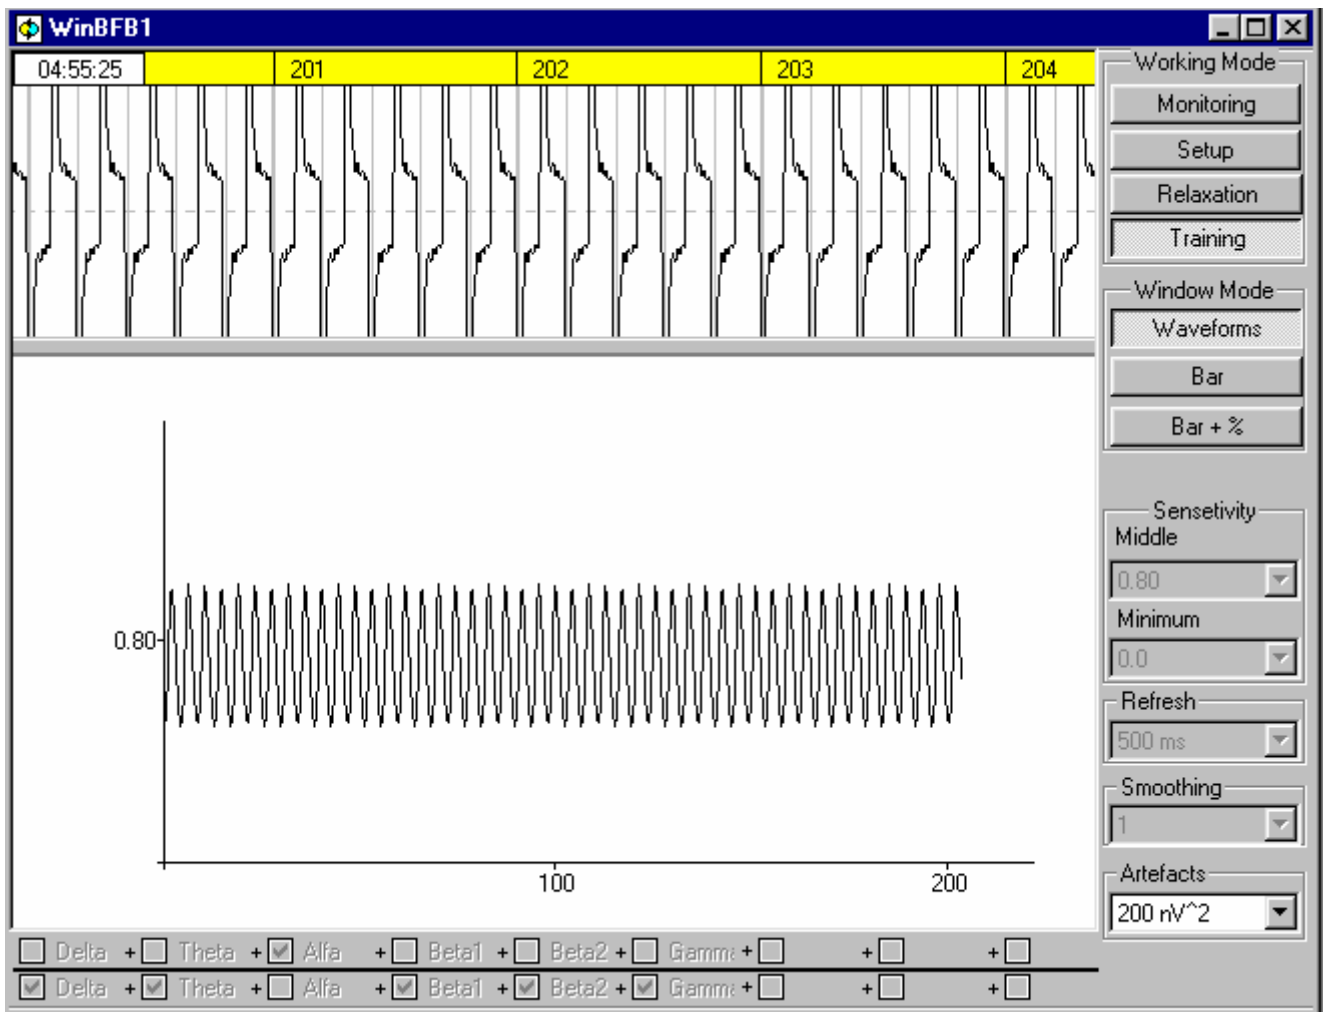 WinBFB1
04:55:25 201 202 203 204
Working Mode
Monitoring
Setup
Relaxation
Training
Window Mode
Waveforms
Bar
Bar + %
Sensetivity
Middle
0.80
Minimum
0.0
Refresh
500 ms
Smoothing
1
Artefacts
200 nV^2
0.80
100 200
Delta + Theta + Alfa + Beta1 + Beta2 + Gamma + + +
Delta + Theta + Alfa + Beta1 + Beta2 + Gamma + + +